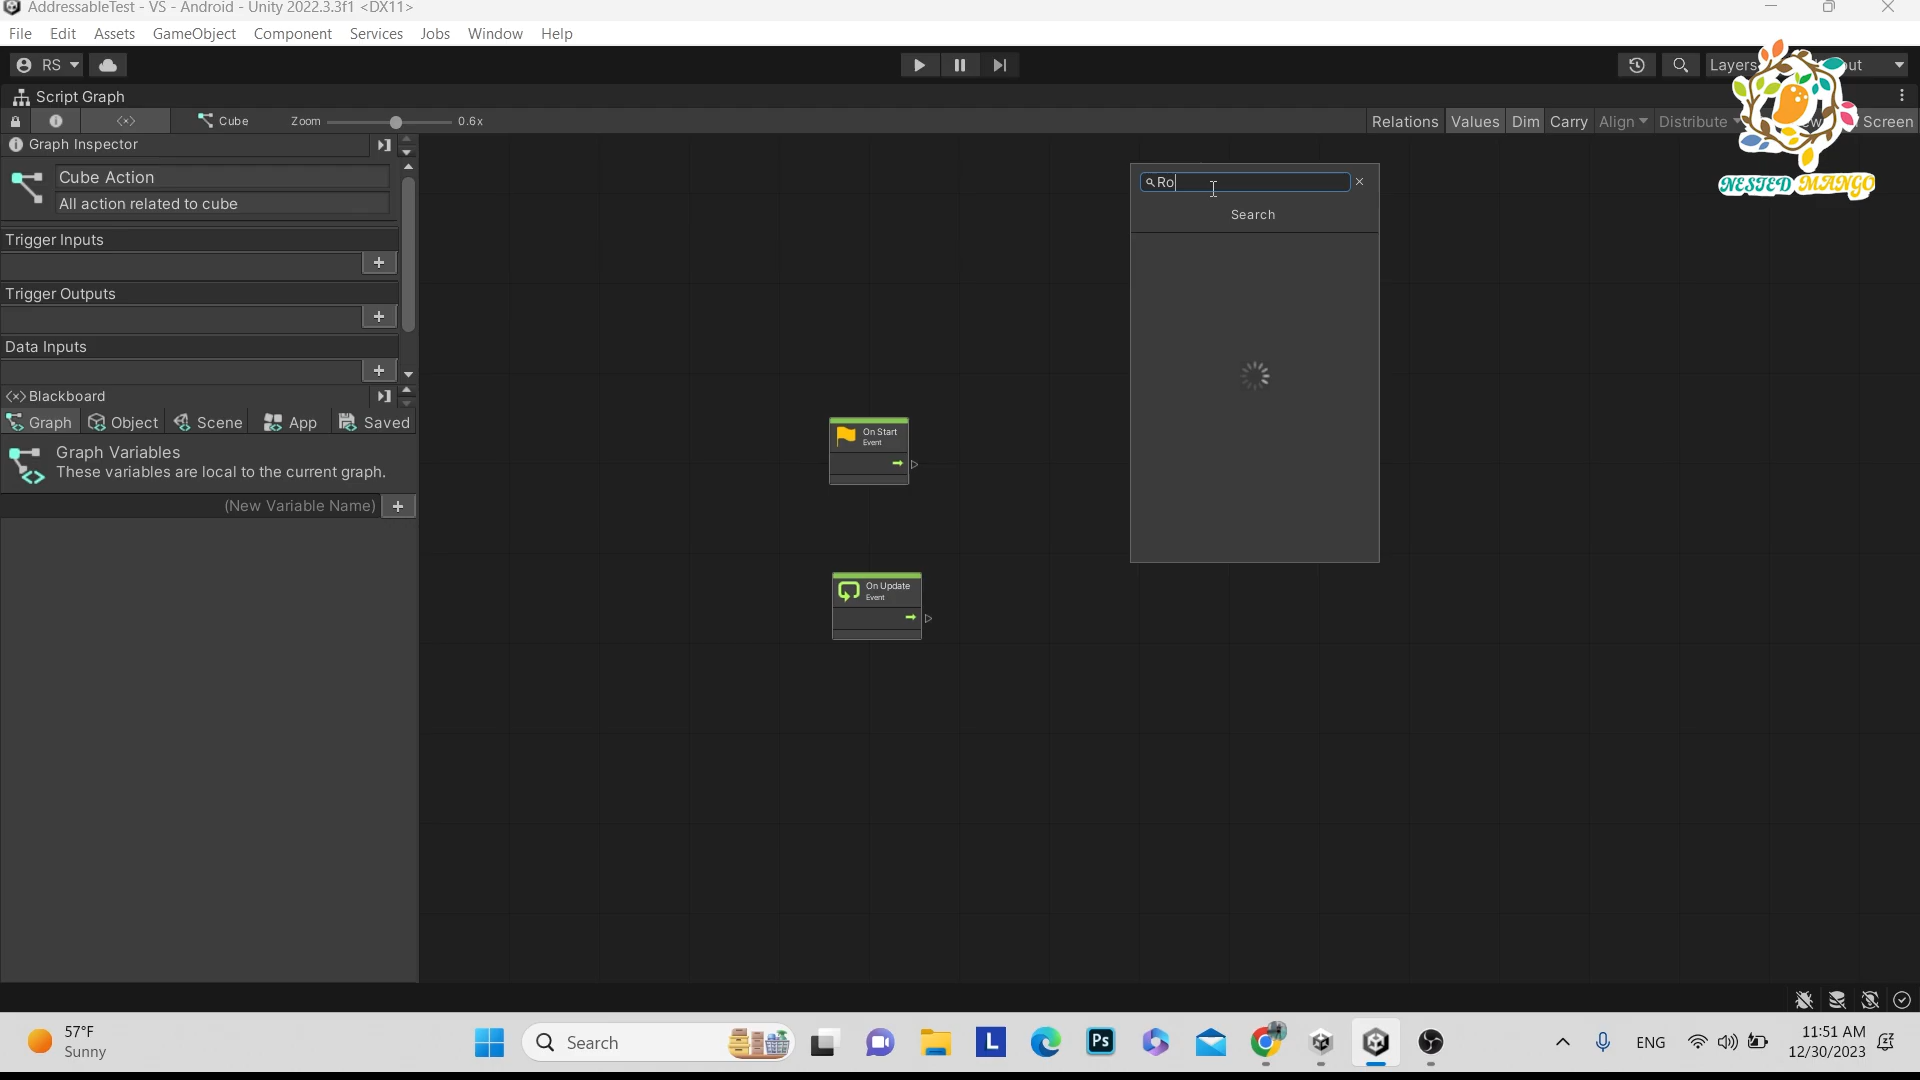 AddressableTest - VS - Android - Unity 2022.3.3f1 <DX11>
File Edit Assets GameObject Component Services Jobs Window Help
RS
Layers
out
Script Graph
Cube Zoom 0.6x
Relations Values Dim Carry Align Distribute
Screen
NESTED MANGO
Graph Inspector
Cube Action
All action related to cube
Trigger Inputs
Trigger Outputs
Data Inputs
Blackboard
Graph Object Scene App Saved
Graph Variables
These variables are local to the current graph.
(New Variable Name)
Ro
Search
On Start
Event
On Update
Event
57°F
Sunny
Search
L
Ps
ENG
11:51 AM
12/30/2023